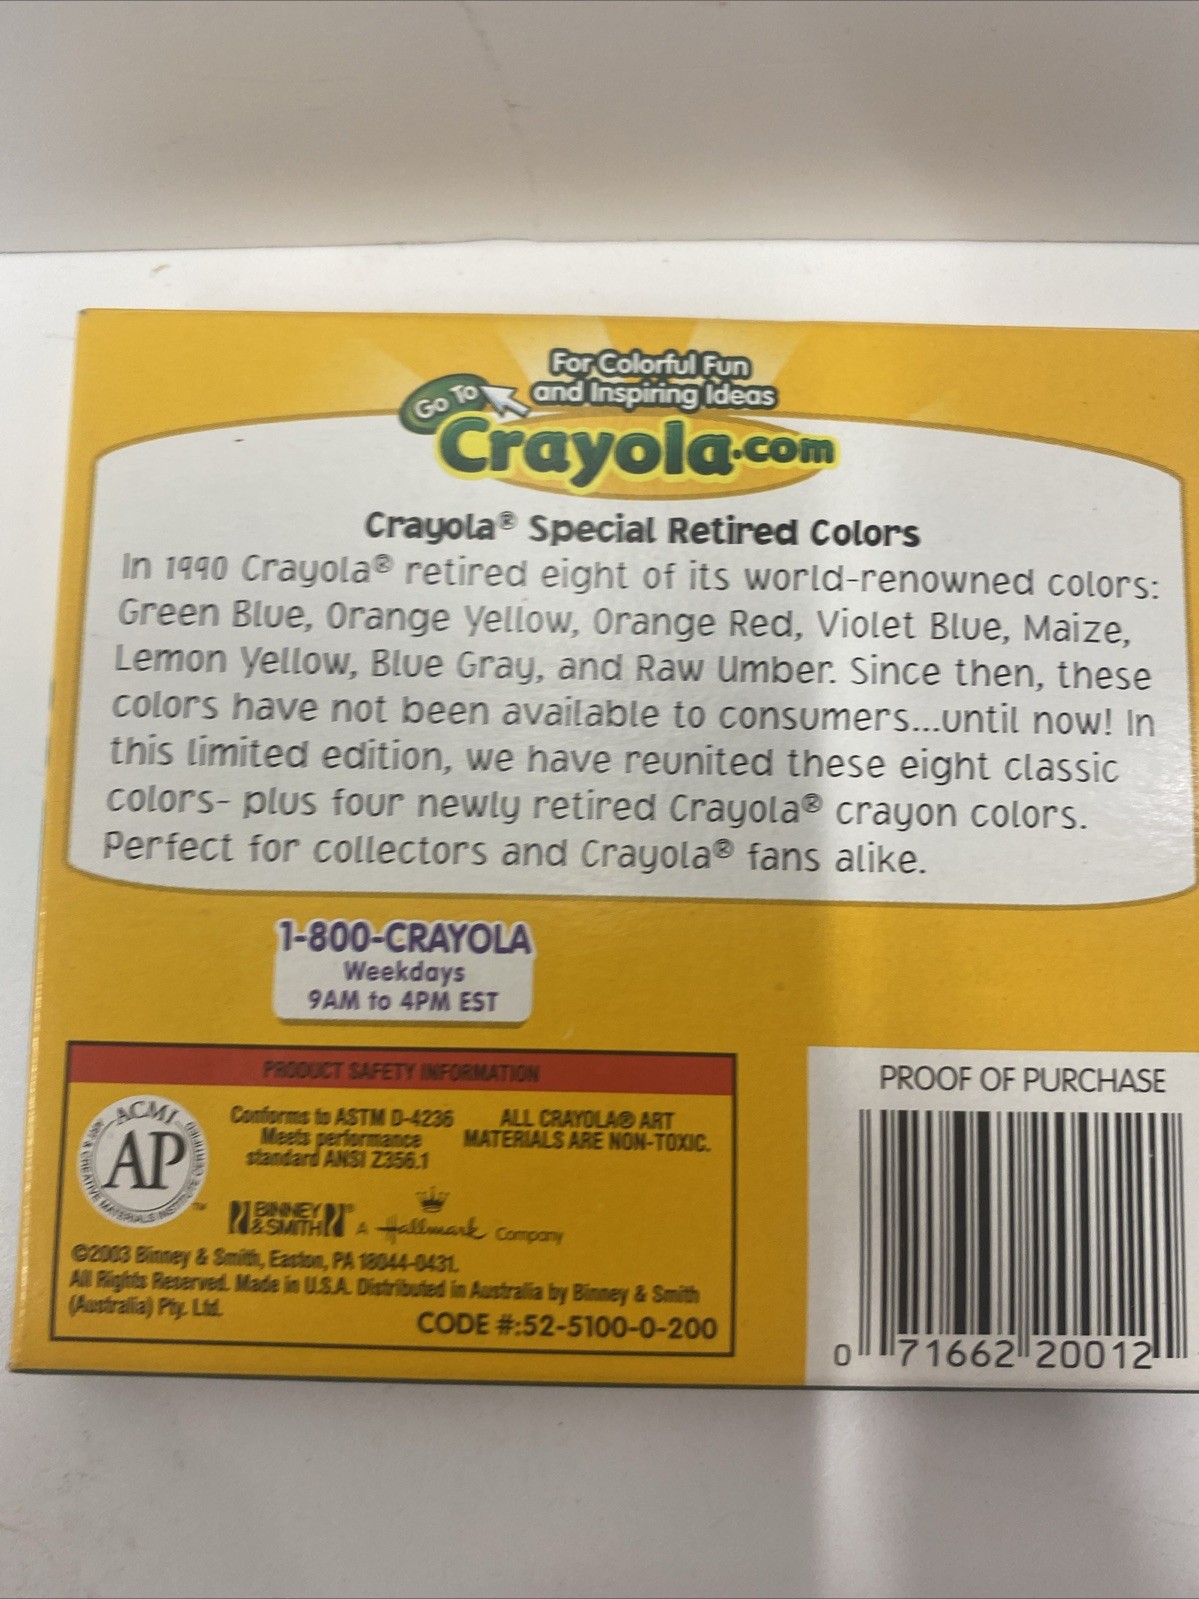 For Colorful Fun
and Inspiring Ideas
Go To
Crayola.com
Crayola® Special Retired Colors
In 1990 Crayola® retired eight of its world-renowned colors:
Green Blue, Orange Yellow, Orange Red, Violet Blue, Maize,
Lemon Yellow, Blue Gray, and Raw Umber. Since then, these
colors have not been available to consumers...until now! In
this limited edition, we have reunited these eight classic
colors- plus four newly retired Crayola® crayon colors.
Perfect for collectors and Crayola® fans alike.
1-800-CRAYOLA
Weekdays
9AM to 4PM EST
PRODUCT SAFETY INFORMATION
ACMI
AP
ART & CREATIVE MATERIALS INSTITUTE CERTIFIED
TM
Conforms to ASTM D-4236
Meets performance
standard ANSI Z356.1
ALL CRAYOLA® ART
MATERIALS ARE NON-TOXIC.
BINNEY
& SMITH®
A Hallmark Company
©2003 Binney & Smith, Easton, PA 18044-0431.
All Rights Reserved. Made in U.S.A. Distributed in Australia by Binney & Smith
(Australia) Pty. Ltd.
CODE #:52-5100-0-200
PROOF OF PURCHASE
0 71662 20012